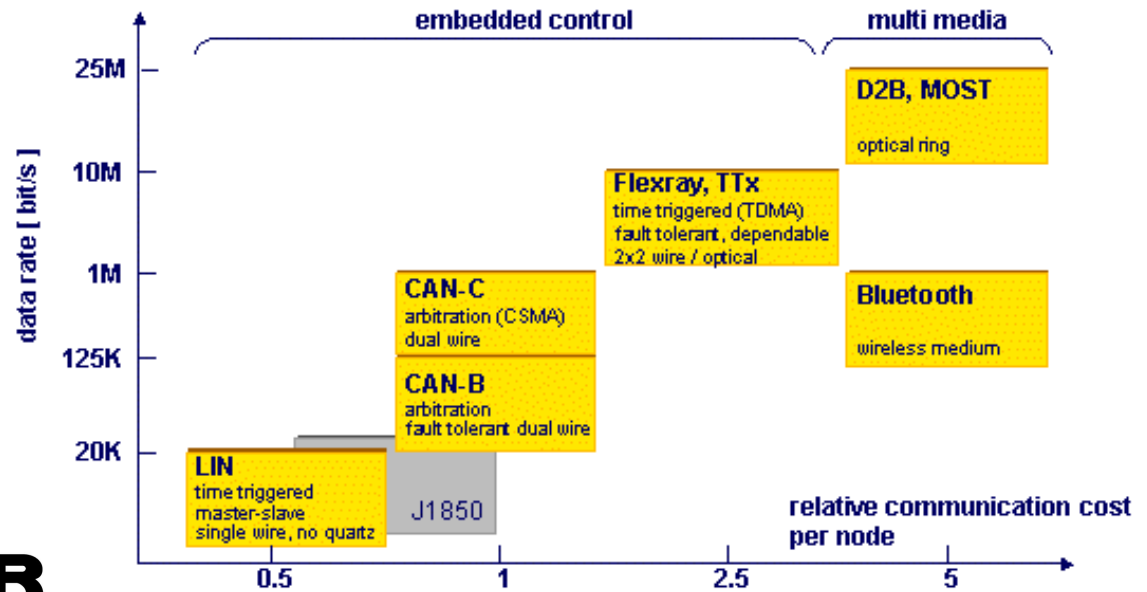 embedded control
multi media
25M
10M
1M
125K
20K
data rate [ bit/s ]
D2B, MOST
optical ring
Flexray, TTx
time triggered (TDMA)
fault tolerant, dependable
2x2 wire / optical
CAN-C
arbitration (CSMA)
dual wire
Bluetooth
wireless medium
CAN-B
arbitration
fault tolerant dual wire
LIN
time triggered
master-slave
single wire, no quartz
J1850
relative communication cost
per node
0.5
1
2.5
5